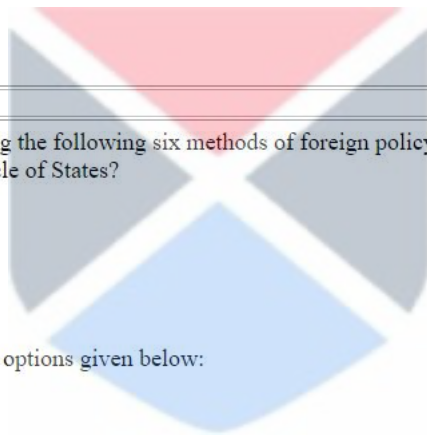 g the following six methods of foreign policy
le of States?
options given below: